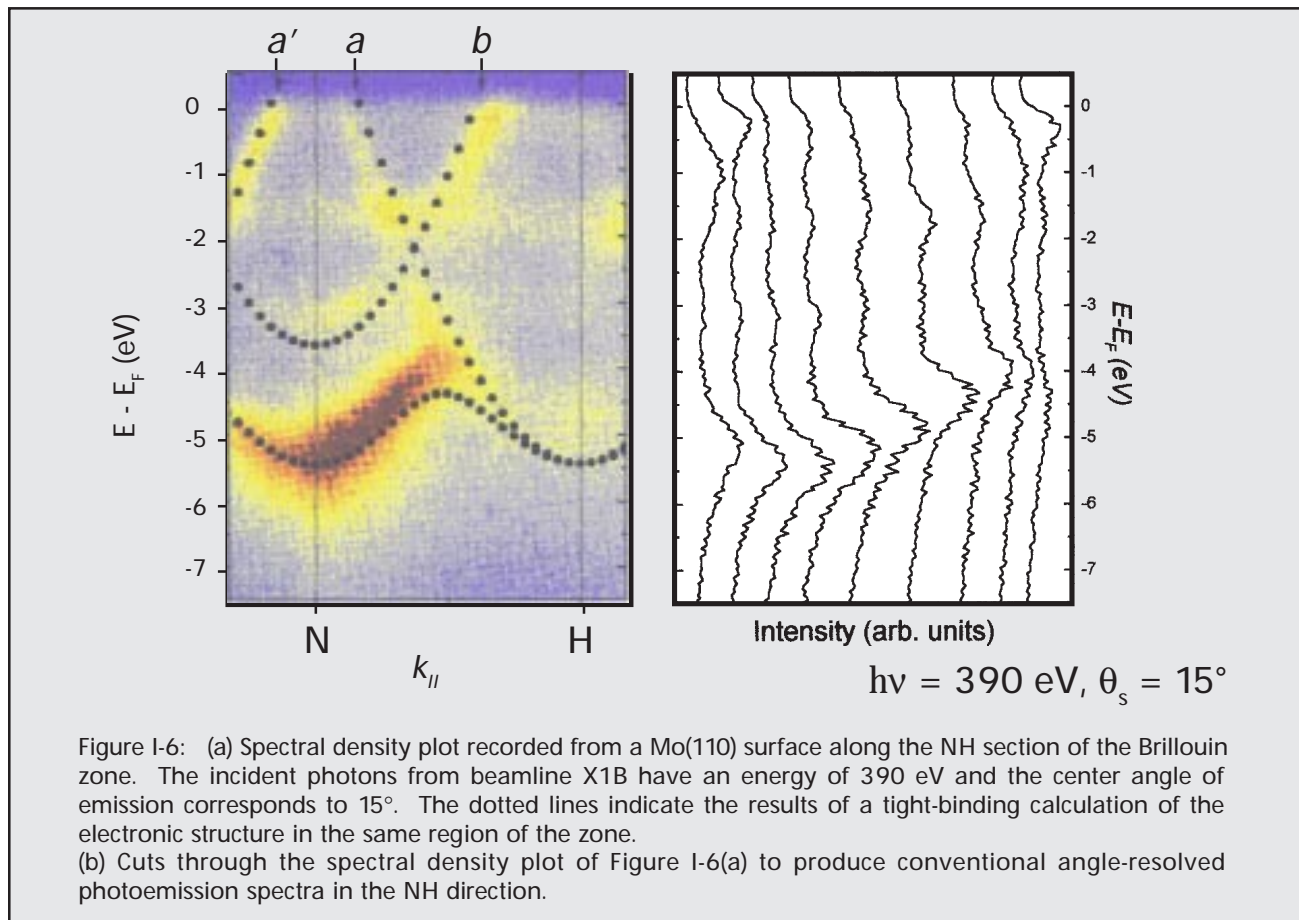 a′ a b
0
-1
-2
-3
-4
-5
-6
-7
E - E_F (eV)
N H
k_//
0
-1
-2
-3
-4
-5
-6
-7
E-E_F (eV)
Intensity (arb. units)
hν = 390 eV, θ_s = 15°
Figure I-6: (a) Spectral density plot recorded from a Mo(110) surface along the NH section of the Brillouin
zone. The incident photons from beamline X1B have an energy of 390 eV and the center angle of
emission corresponds to 15°. The dotted lines indicate the results of a tight-binding calculation of the
electronic structure in the same region of the zone.
(b) Cuts through the spectral density plot of Figure I-6(a) to produce conventional angle-resolved
photoemission spectra in the NH direction.